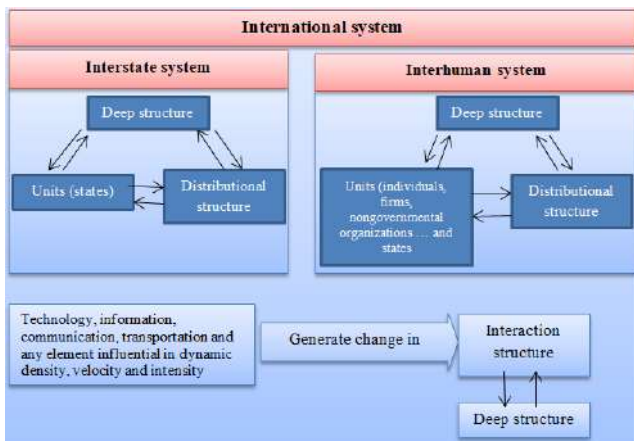 International system
Interstate system
Deep structure
Units (states)
Distributional
structure
Interhuman system
Deep structure
Units (individuals,
firms,
nongovernmental
organizations .... and
states
Distributional
structure
Technology, information,
communication, transportation and
any element influential in dynamic
density, velocity and intensity
Generate change in
Interaction
structure
Deep structure